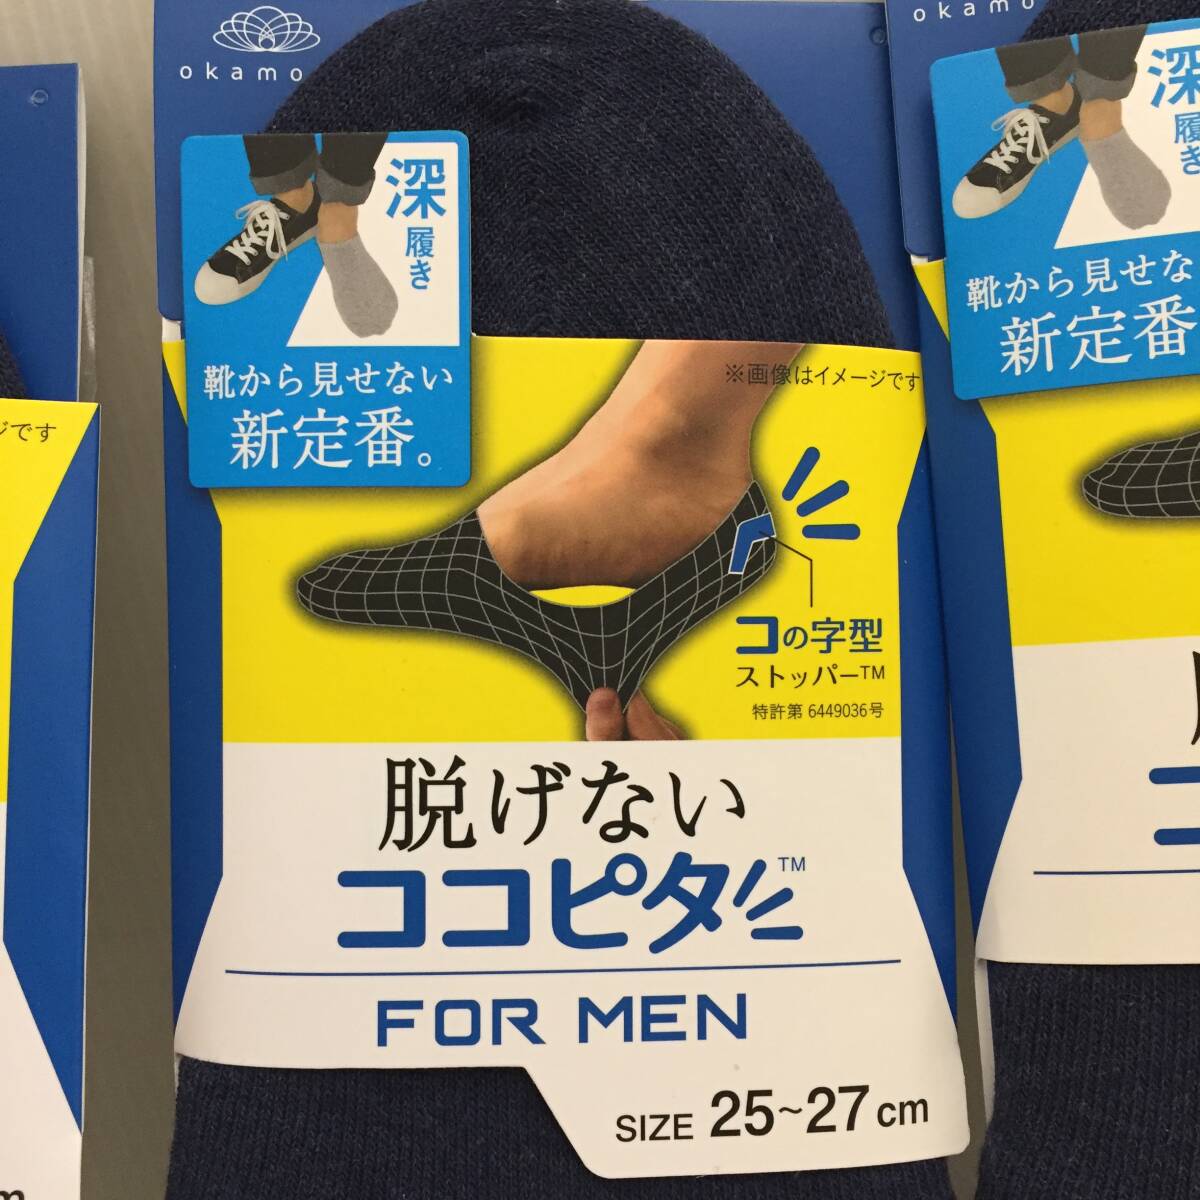 okamo
深
履き
靴から見せない
新定番。
※画像はイメージです
コの字型
ストッパー™
特許第 6449036号
脱げない
ココピタ™
FOR MEN
SIZE 25~27cm
ジです
m
okamo
深
履き
靴から見せな
新定番